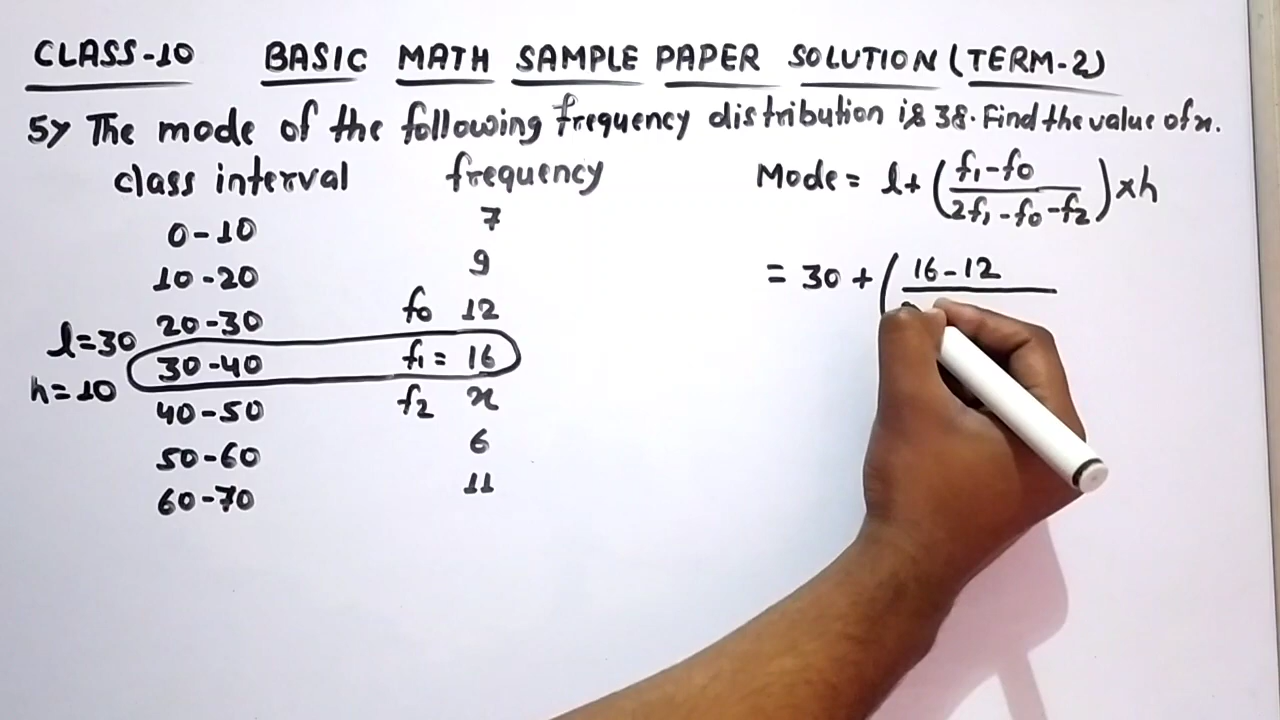 CLASS-10 BASIC MATH SAMPLE PAPER SOLUTION (TERM-2)
5) The mode of the following frequency distribution is 38. Find the value of x.
class interval frequency
0-10 7
10-20 9
20-30 f0 12
l=30 30-40 f1 = 16
h=10 40-50 f2 x
50-60 6
60-70 11
Mode = l+ (f1-f0 / 2f1-f0-f2) ×h
= 30 + (16-12